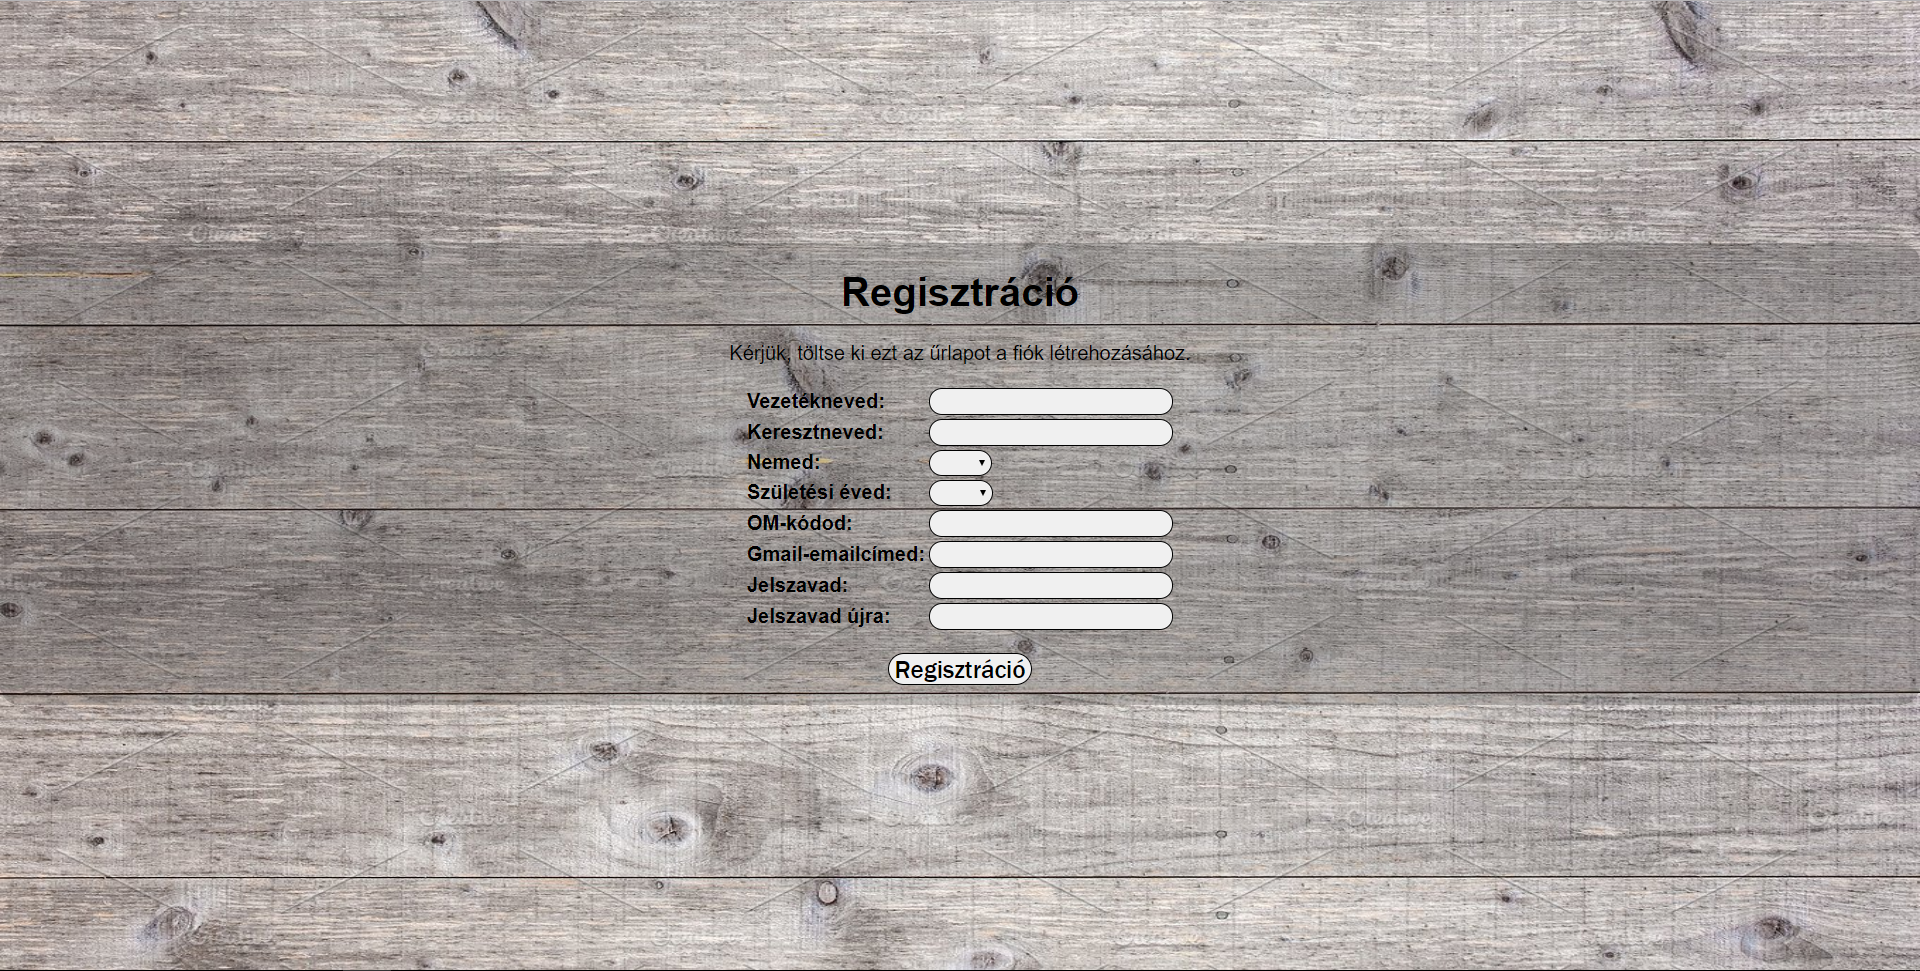 Regisztráció
Kérjük, töltse ki ezt az űrlapot a fiók létrehozásához.
Vezetékneved:
Keresztneved:
Nemed:
Születési éved:
OM-kódod:
Gmail-emailcímed:
Jelszavad:
Jelszavad újra:
Regisztráció